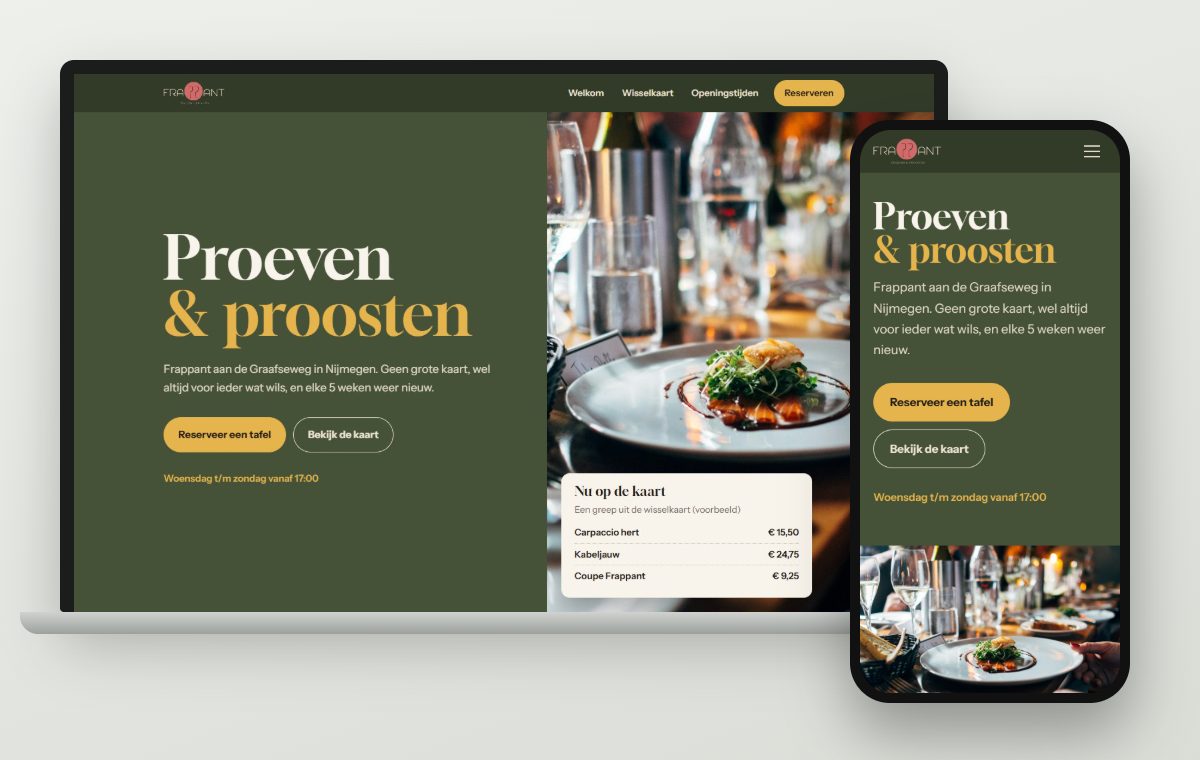 FRAPPANT
Welkom
Wisselkaart
Openingstijden
Reserveren
Proeven
& proosten
Frappant aan de Graafseweg in Nijmegen. Geen grote kaart, wel
altijd voor ieder wat wils, en elke 5 weken weer nieuw.
Reserveer een tafel
Bekijk de kaart
Woensdag t/m zondag vanaf 17:00
Nu op de kaart
Een greep uit de wisselkaart (voorbeeld)
Carpaccio hert € 15,50
Kabeljauw € 24,75
Coupe Frappant € 9,25
FRAPPANT
Proeven
& proosten
Frappant aan de Graafseweg in
Nijmegen. Geen grote kaart, wel altijd
voor ieder wat wils, en elke 5 weken weer
nieuw.
Reserveer een tafel
Bekijk de kaart
Woensdag t/m zondag vanaf 17:00